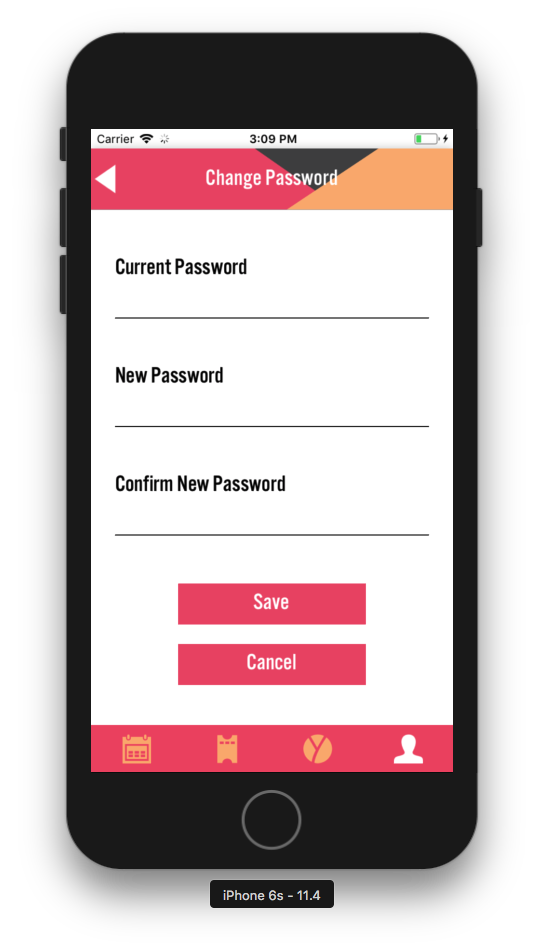 Carrier 3:09 PM
Change Password
Current Password
New Password
Confirm New Password
Save
Cancel
iPhone 6s - 11.4